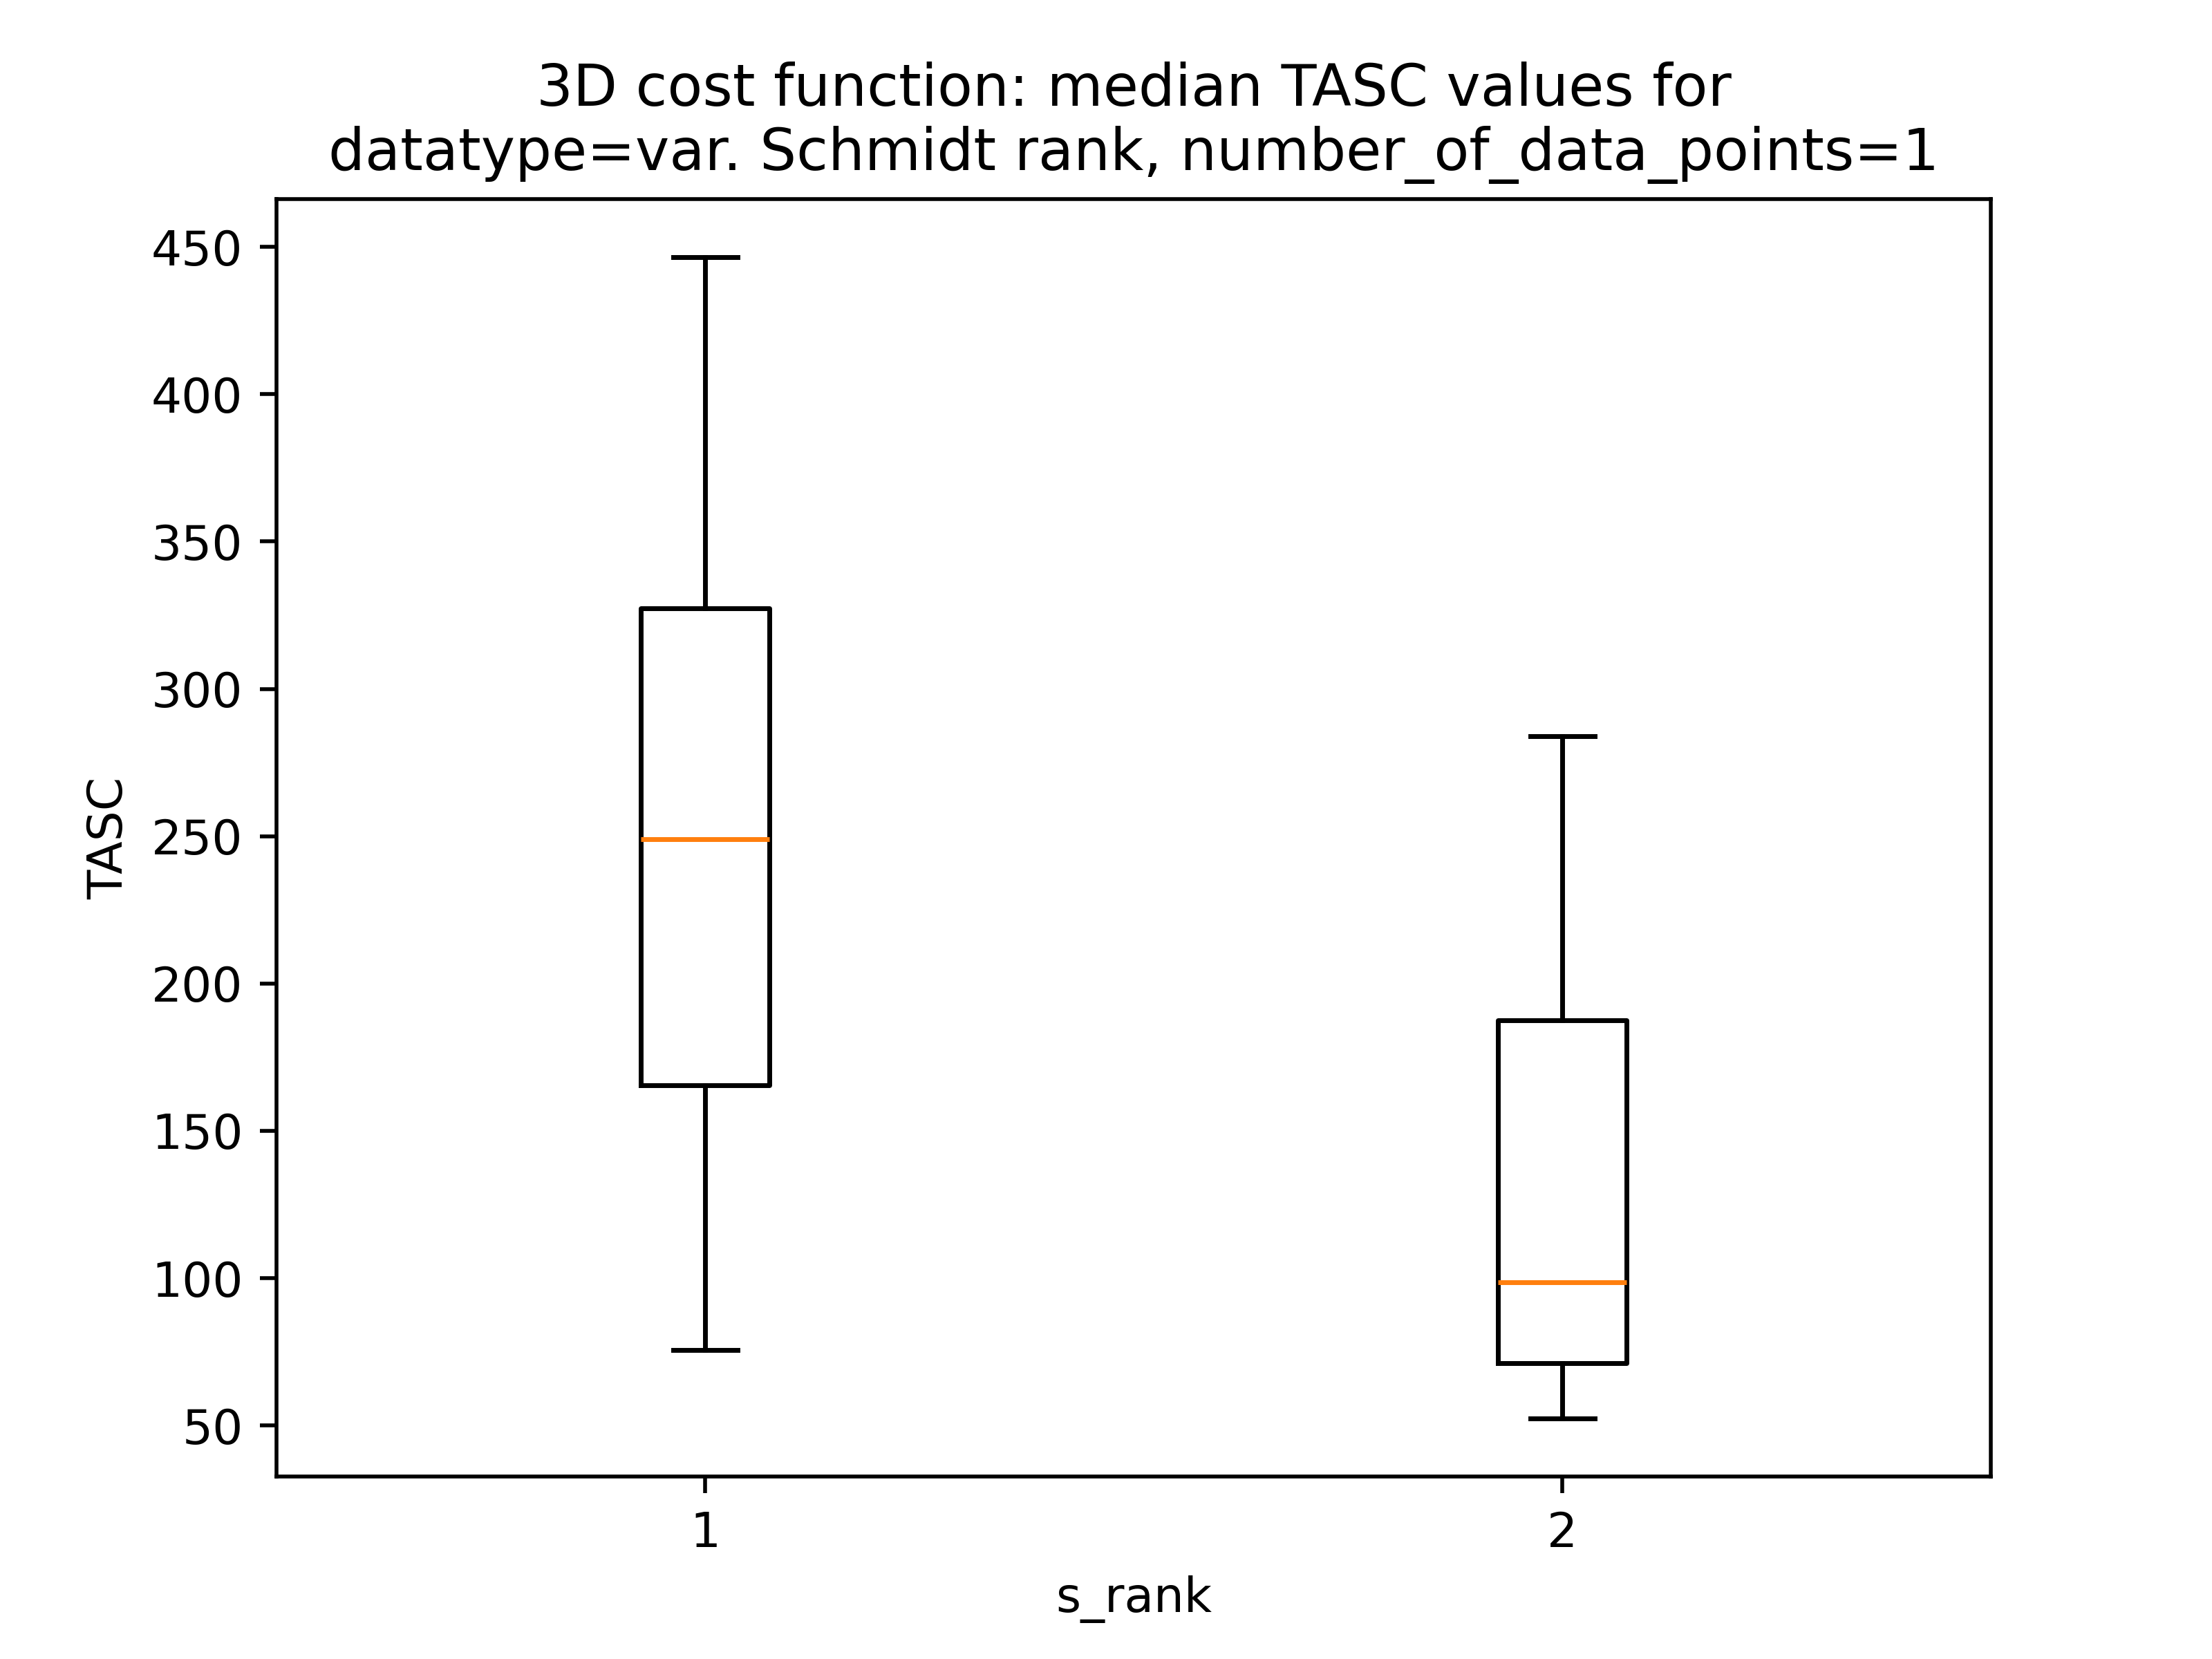 3D cost function: median TASC values for
datatype=var. Schmidt rank, number_of_data_points=1
450
400
350
300
250
200
150
100
50
TASC
1
2
s_rank